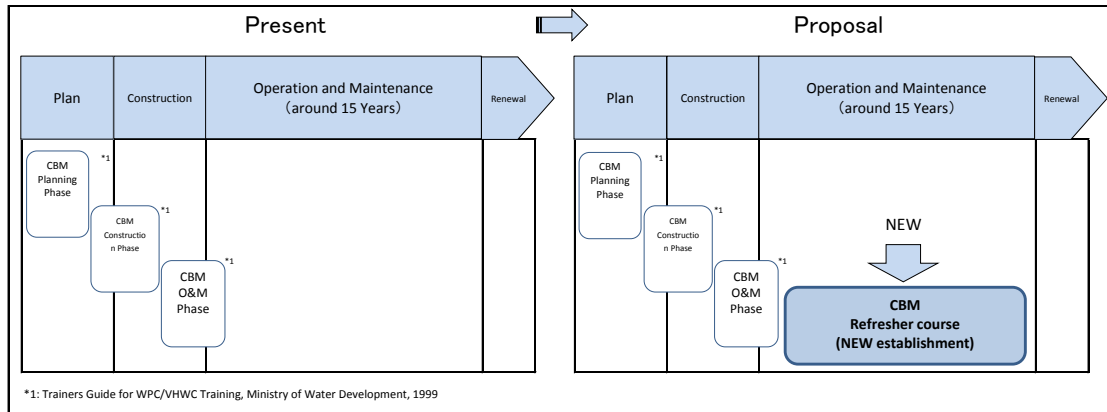 Present
Proposal
Plan
Construction
Operation and Maintenance
(around 15 Years)
Renewal
CBM
Planning
Phase
*1
CBM
Constructio
n Phase
*1
CBM
O&M
Phase
*1
Plan
Construction
Operation and Maintenance
(around 15 Years)
Renewal
CBM
Planning
Phase
*1
CBM
Constructio
n Phase
*1
CBM
O&M
Phase
*1
NEW
CBM
Refresher course
(NEW establishment)
*1: Trainers Guide for WPC/VHWC Training, Ministry of Water Development, 1999